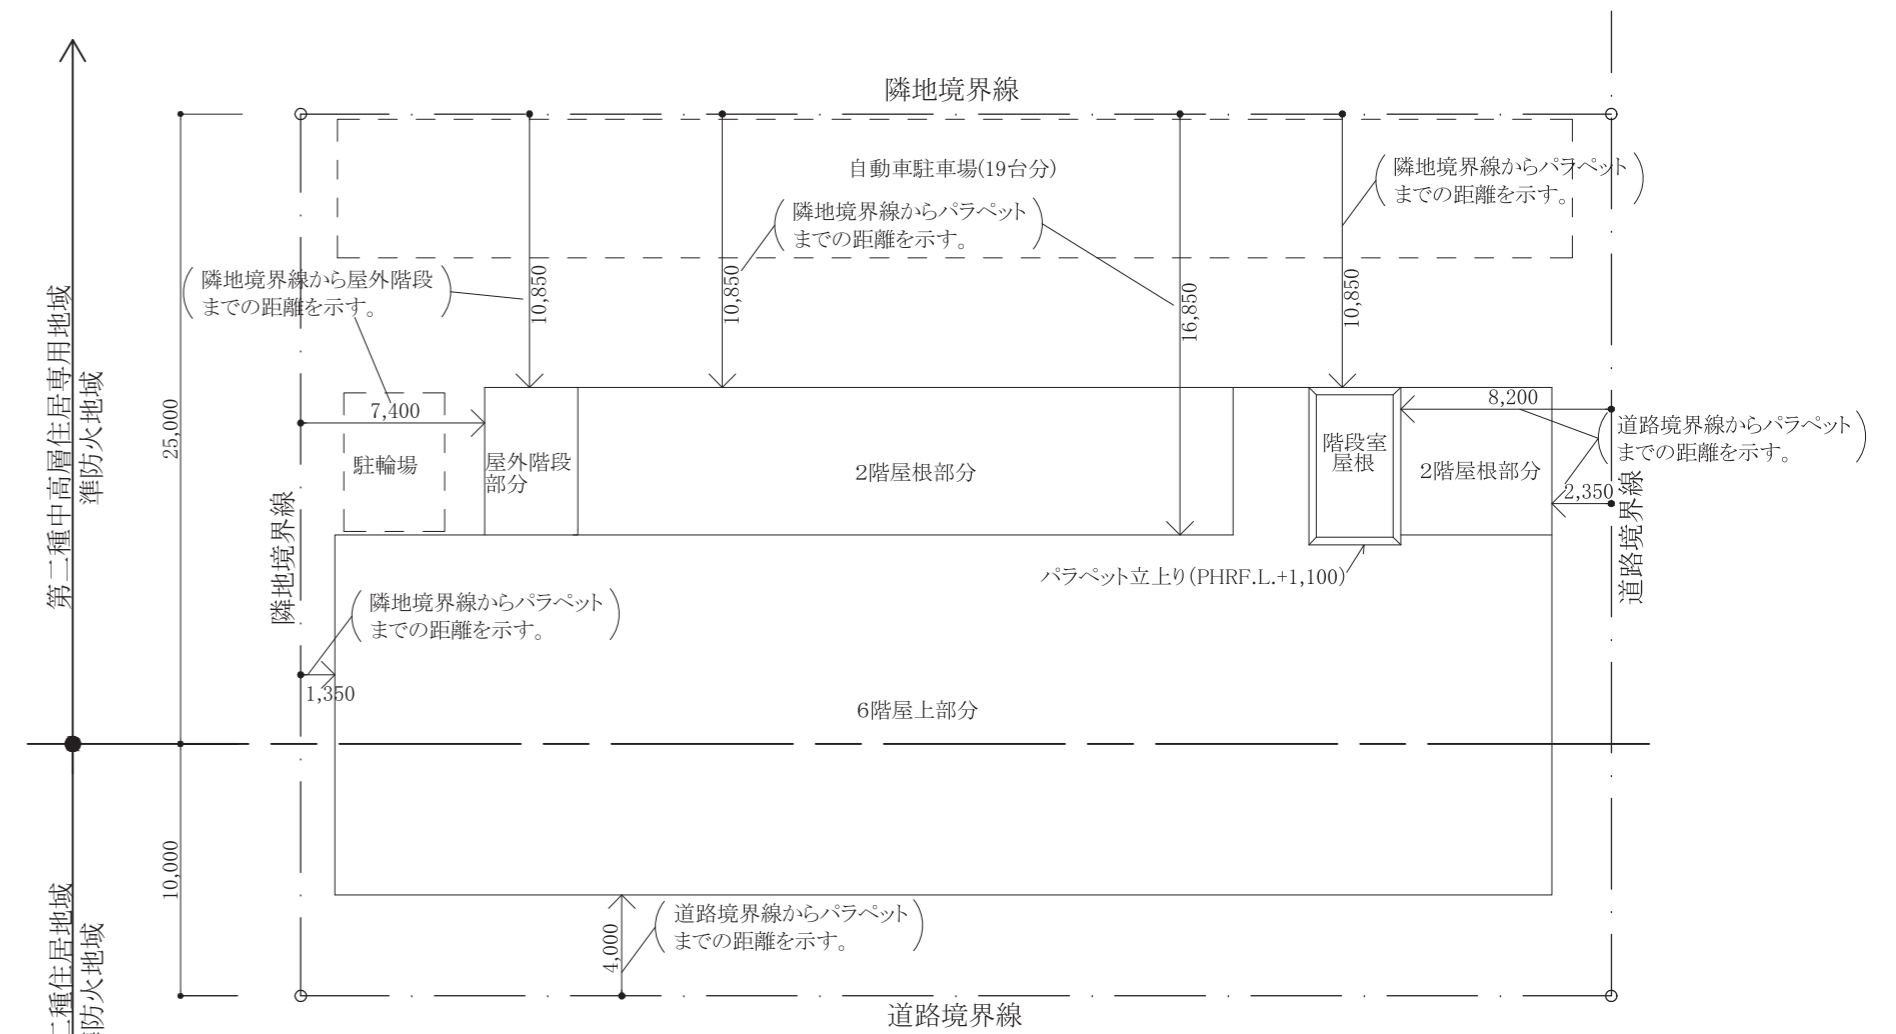 隣地境界線
自動車駐車場(19台分)
隣地境界線からパラペット
までの距離を示す。
隣地境界線からパラペット
までの距離を示す。
隣地境界線から屋外階段
までの距離を示す。
10,850
10,850
16,850
10,850
第二種中高層住居専用地域
準防火地域
25,000
7,400
8,200
道路境界線からパラペット
までの距離を示す。
駐輪場
屋外階段
部分
2階屋根部分
階段室
屋根
2階屋根部分
2,350
道路境界線
隣地境界線
パラペット立上り(PHRF.L.+1,100)
隣地境界線からパラペット
までの距離を示す。
1,350
6階屋上部分
10,000
二種住居地域
防火地域
4,000
道路境界線からパラペット
までの距離を示す。
道路境界線